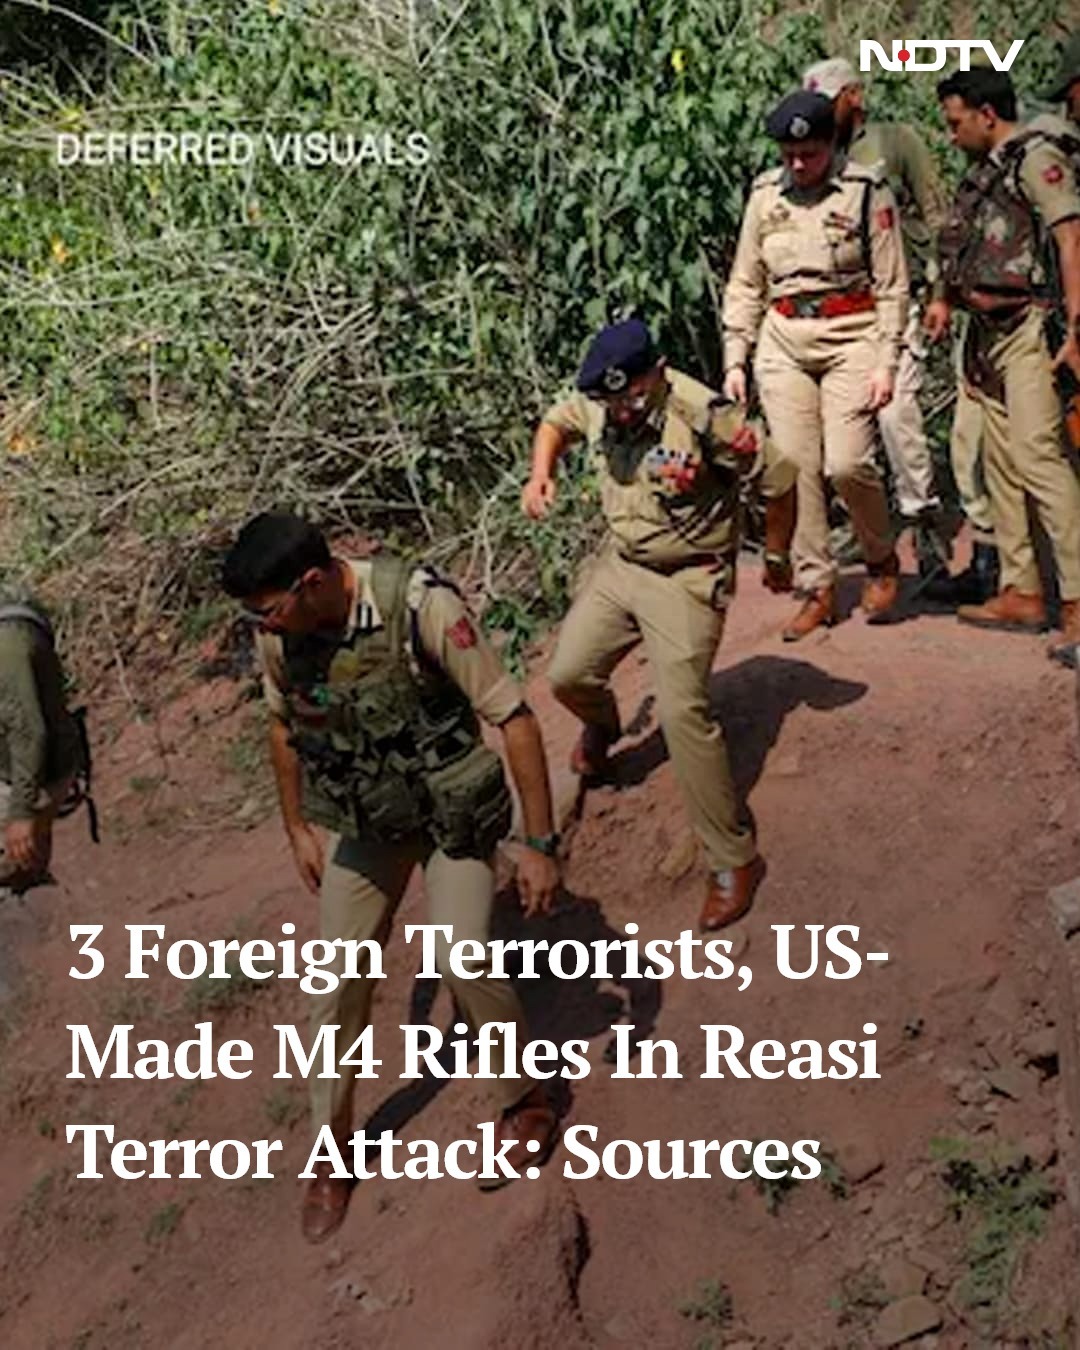 NDTV
DEFERRED VISUALS
3 Foreign Terrorists, US-
Made M4 Rifles In Reasi
Terror Attack: Sources